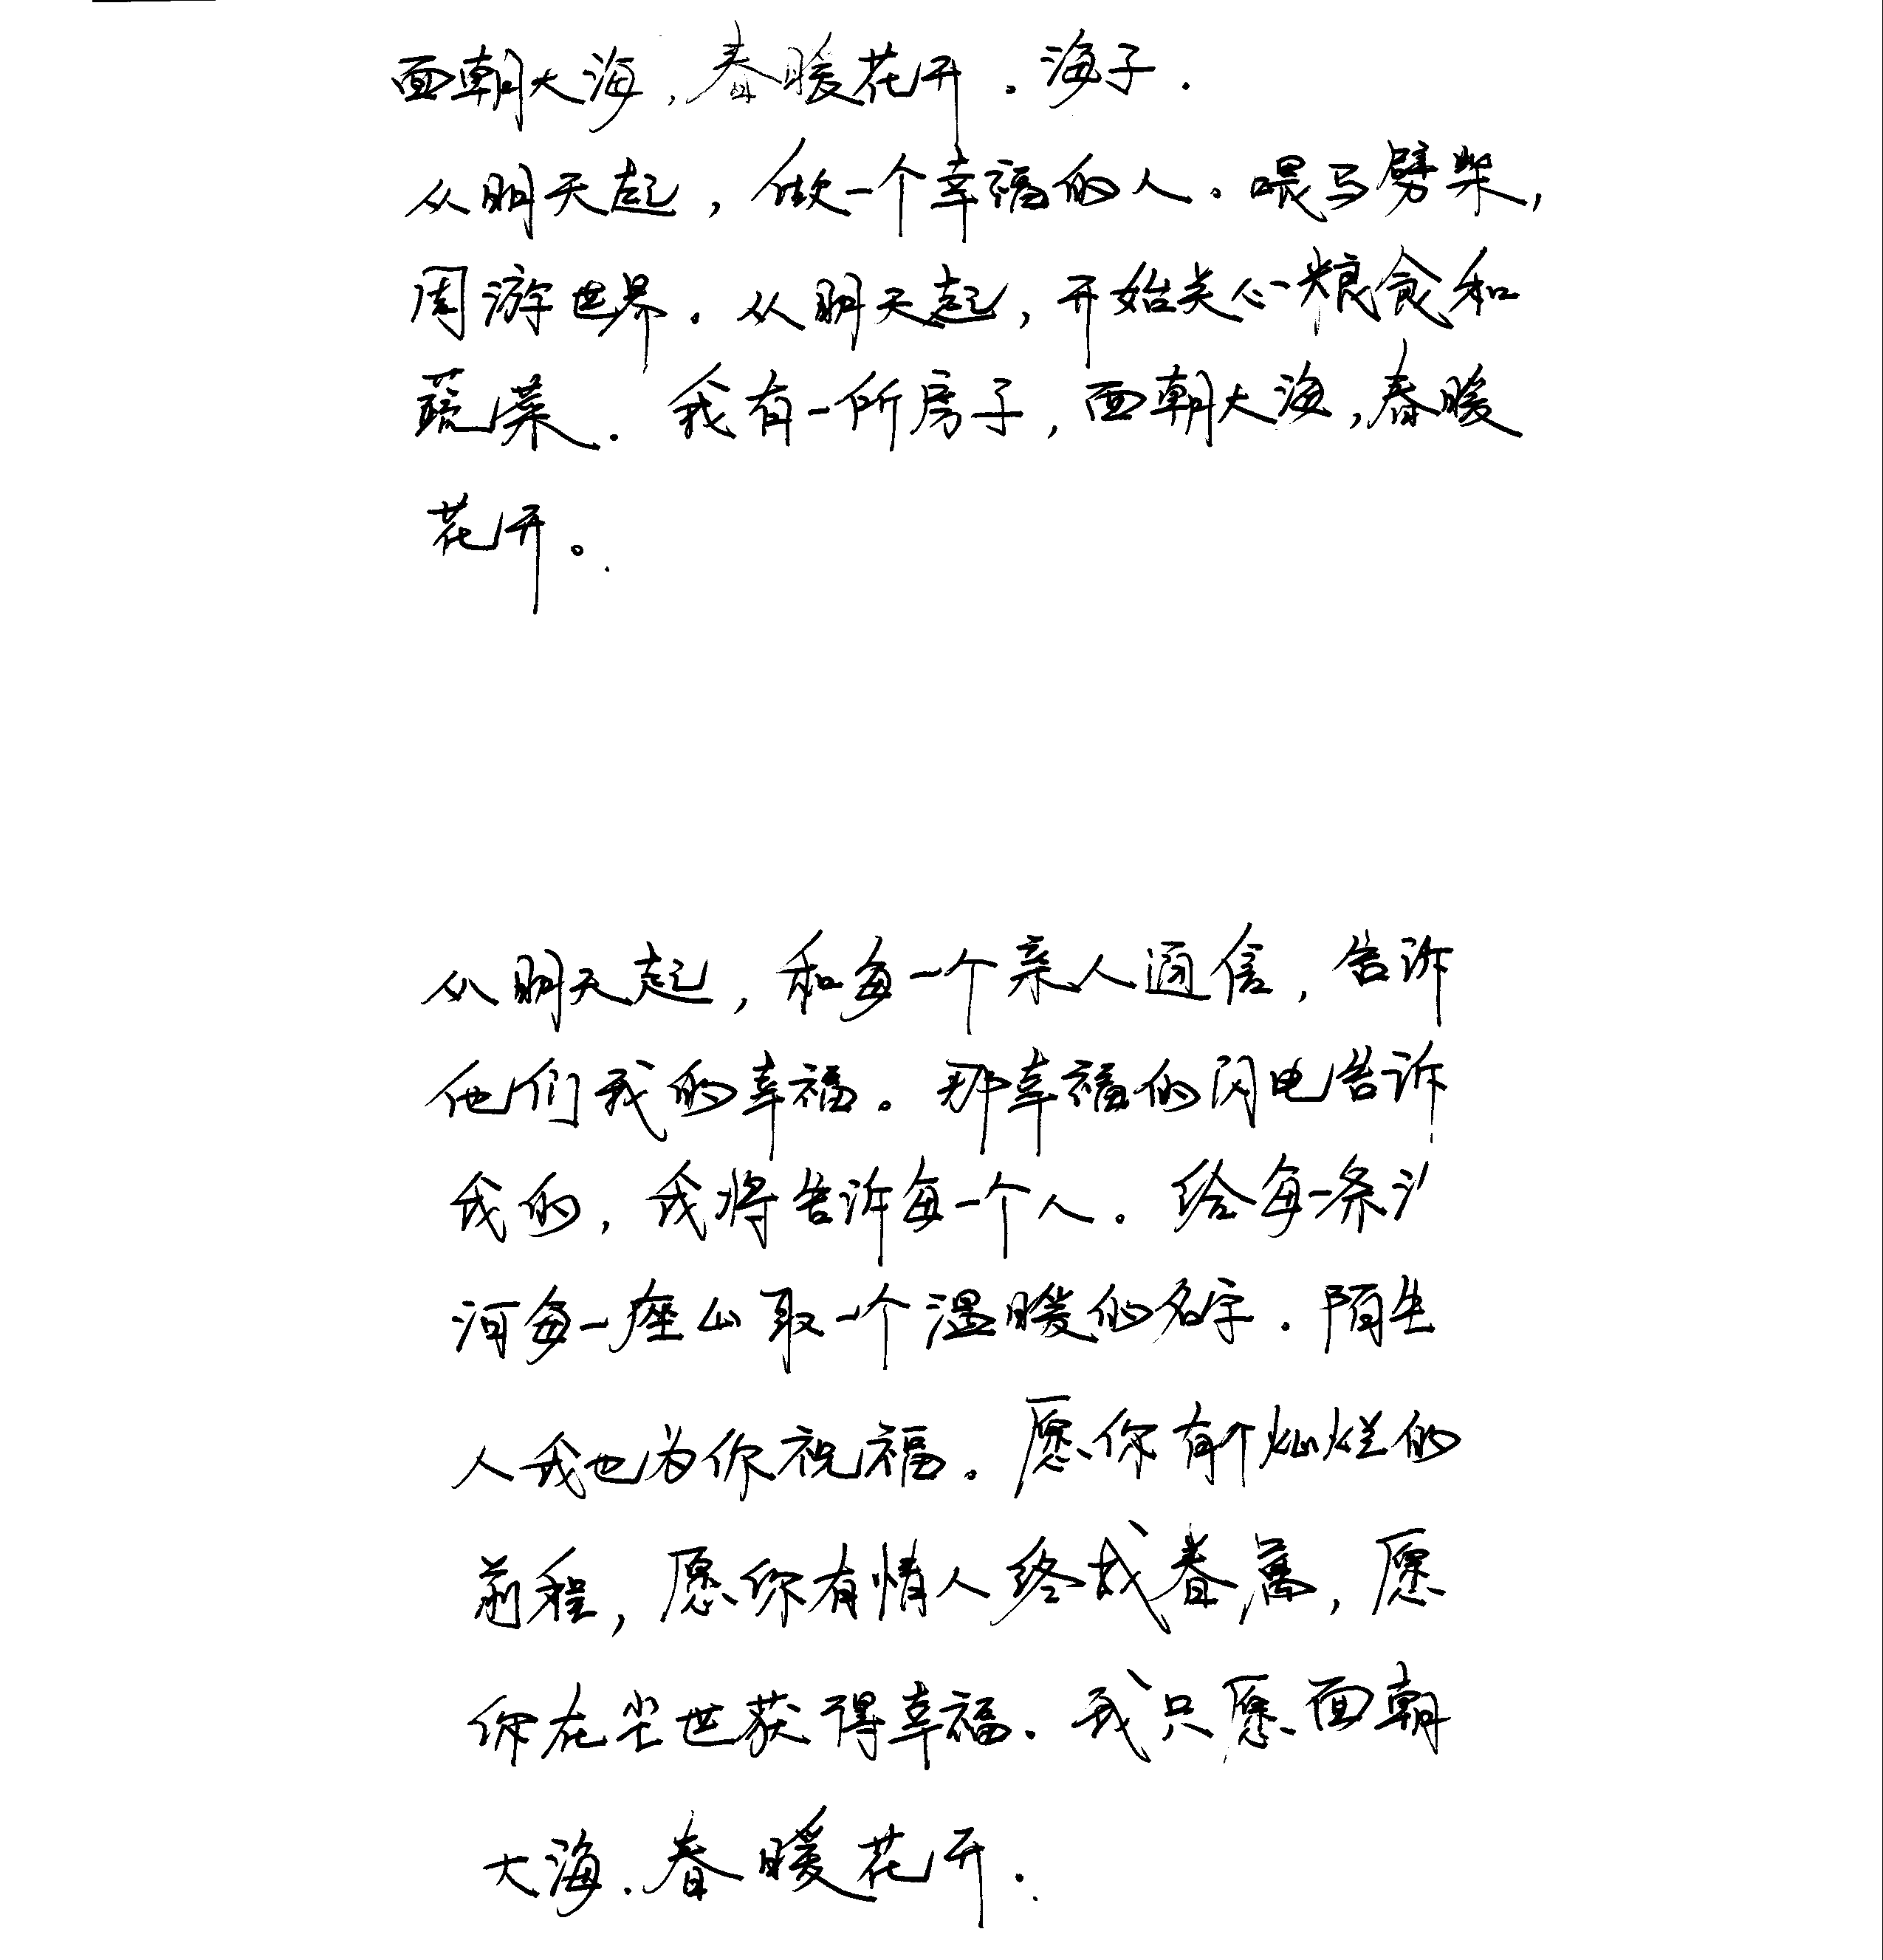 面朝大海，春暖花开。海子.
从明天起，做一个幸福的人。喂马劈柴，
周游世界．从明天起，开始关心粮食和
蔬菜．我有一所房子，面朝大海，春暖
花开。
从明天起，和每一个亲人通信，告诉
他们我的幸福。那幸福的闪电告诉
我的，我将告诉每一个人．给每一条氵
河每一座山取一个温暖的名字．陌生
人我也为你祝福。愿你有个灿烂的
前程，愿你有情人终成眷属，愿
你在尘世获得幸福．我只愿面朝
大海．春暖花开．